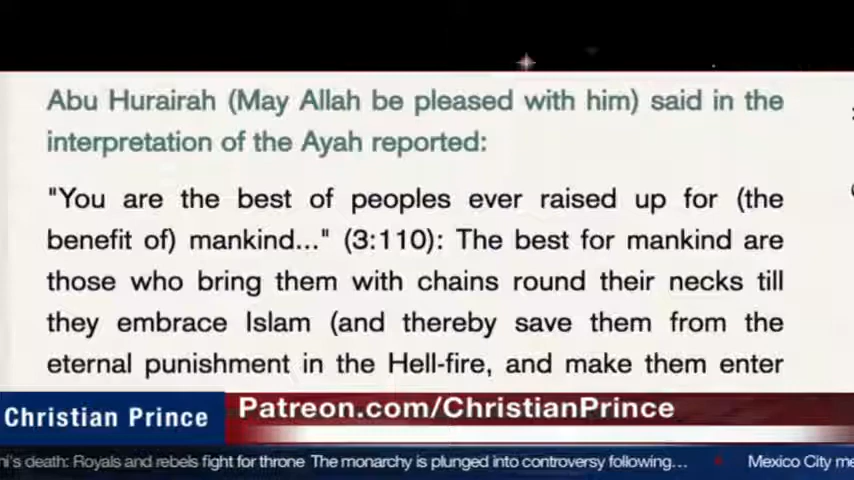 Abu Hurairah (May Allah be pleased with him) said in the
interpretation of the Ayah reported:
"You are the best of peoples ever raised up for (the
benefit of) mankind..." (3:110): The best for mankind are
those who bring them with chains round their necks till
they embrace Islam (and thereby save them from the
eternal punishment in the Hell-fire, and make them enter
Christian Prince
Patreon.com/ChristianPrince
death: Royals and rebels fight for throne The monarchy is plunged into controversy following... Mexico City